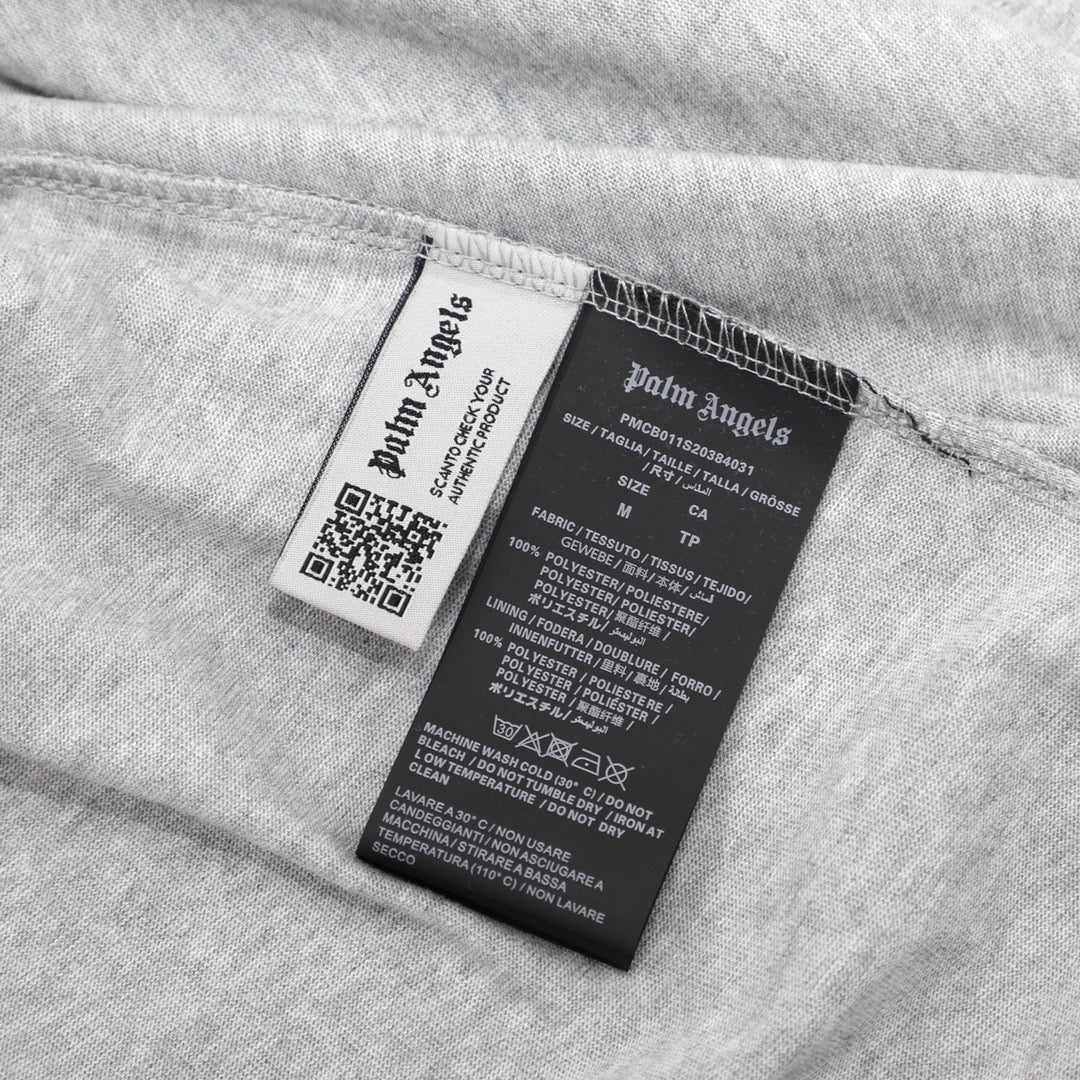 Palm Angels
SCANTO CHECK YOUR
AUTHENTIC PRODUCT
Palm Angels
PMCB011S20384031
SIZE / TAGLIA / TAILLE / TALLA / GRÖSSE
/ 尺寸 / المقاس
SIZE CA
M TP
FABRIC / TESSUTO / TISSUS / TEJIDO /
GEWEBE / 面料 / 本体 / قماش
100% POLYESTER / POLIESTERE /
POLYESTER / POLIESTER /
POLYESTER / 聚酯纤维 /
ポリエステル / البوليستر
LINING / FODERA / DOUBLURE / FORRO /
INNENFUTTER / 里料 / 裏地 / بطانة
100% POLYESTER / POLIESTERE /
POLYESTER / POLIÉSTER /
POLYESTER / 聚酯纤维 /
ポリエステル / البوليستر
30
MACHINE WASH COLD (30° C) / DO NOT
BLEACH / DO NOT TUMBLE DRY / IRON AT
LOW TEMPERATURE / DO NOT DRY
CLEAN
LAVARE A 30° C / NON USARE
CANDEGGIANTI / NON ASCIUGARE A
MACCHINA / STIRARE A BASSA
TEMPERATURA (110° C) / NON LAVARE
SECCO